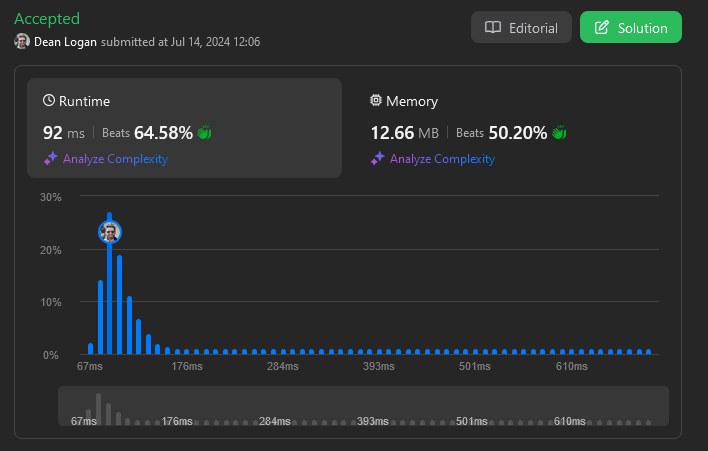 Accepted
Dean Logan submitted at Jul 14, 2024 12:06
Editorial
Solution
Runtime
92 ms | Beats 64.58%
Analyze Complexity
Memory
12.66 MB | Beats 50.20%
Analyze Complexity
30%
20%
10%
0%
67ms 176ms 284ms 393ms 501ms 610ms
67ms 176ms 284ms 393ms 501ms 610ms